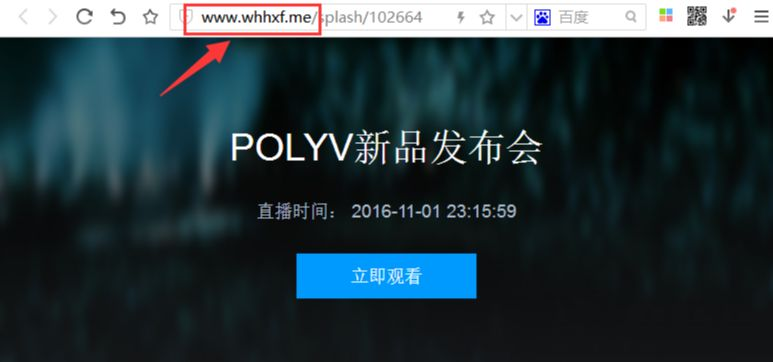 www.whhxf.me/splash/102664
百度
POLYV新品发布会
直播时间： 2016-11-01 23:15:59
立即观看